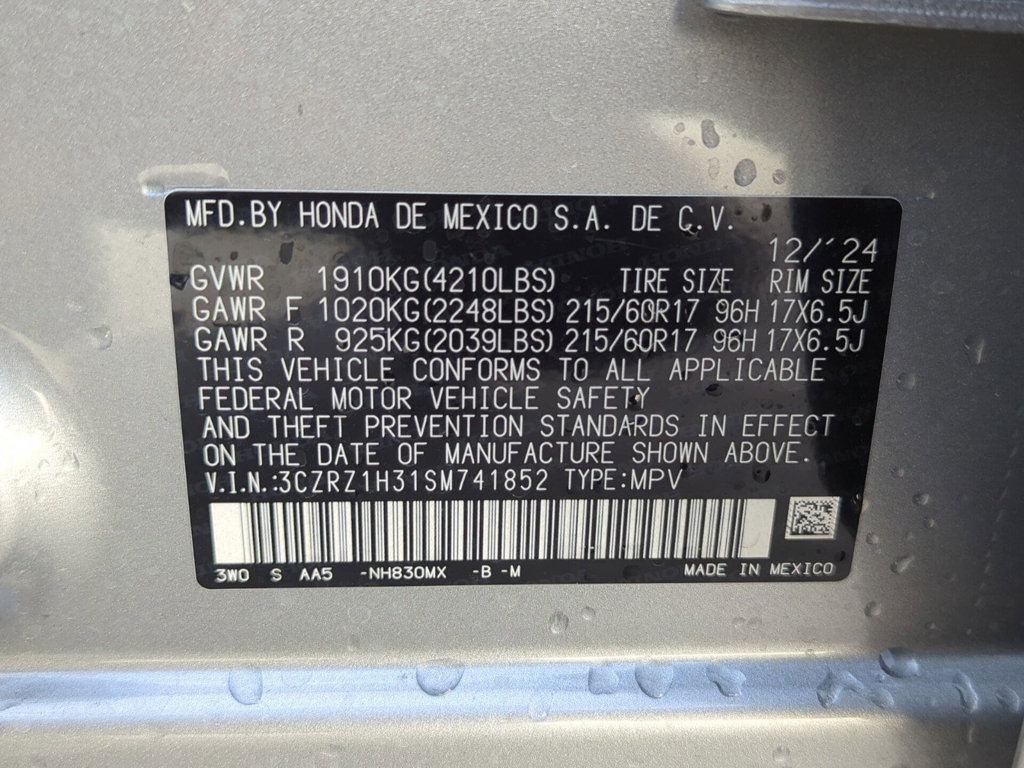 MFD.BY HONDA DE MEXICO S.A. DE C.V.
12/'24
GVWR 1910KG(4210LBS) TIRE SIZE RIM SIZE
GAWR F 1020KG(2248LBS) 215/60R17 96H 17X6.5J
GAWR R 925KG(2039LBS) 215/60R17 96H 17X6.5J
THIS VEHICLE CONFORMS TO ALL APPLICABLE
FEDERAL MOTOR VEHICLE SAFETY
AND THEFT PREVENTION STANDARDS IN EFFECT
ON THE DATE OF MANUFACTURE SHOWN ABOVE.
V.I.N.:3CZRZ1H31SM741852 TYPE:MPV
3W0 S AA5 -NH830MX -B -M MADE IN MEXICO